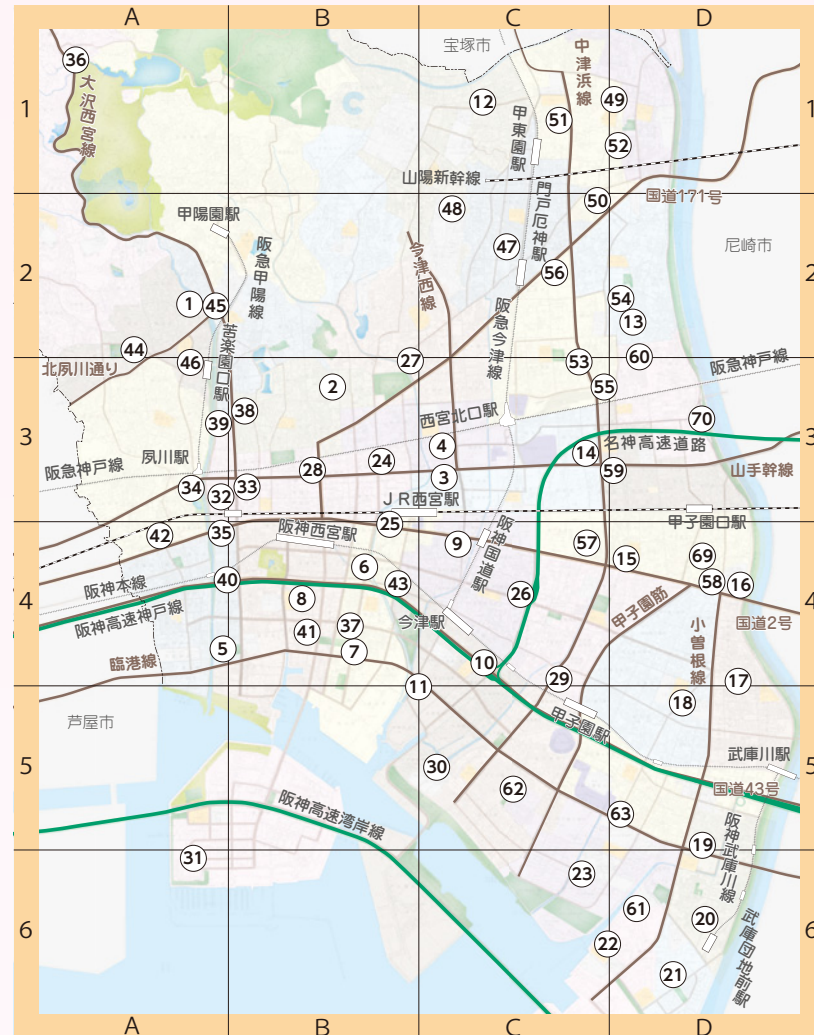 A
B
C
D
1
2
3
4
5
6
宝塚市
36
大沢西宮線
12
甲東園駅
中津浜線
51
49
52
山陽新幹線
門戸厄神駅
50
国道171号
48
甲陽園駅
阪急甲陽線
47
56
今津西線
尼崎市
1
45
苦楽園口駅
阪急今津線
54
13
44
46
北夙川通り
27
53
60
55
阪急神戸線
2
38
39
西宮北口駅
70
夙川駅
阪急神戸線
28
24
4
3
14
名神高速道路
59
山手幹線
34
32
33
JR西宮駅
甲子園口駅
42
35
阪神西宮駅
25
9
阪神国道駅
57
15
69
58
16
阪神本線
40
6
8
43
26
阪神高速神戸線
今津駅
甲子園筋
国道2号
小曽根線
41
37
7
5
臨港線
10
11
29
17
18
芦屋市
甲子園駅
30
62
武庫川駅
国道43号
阪神高速湾岸線
63
阪神武庫川線
19
31
23
61
20
22
21
武庫団地前駅
1
2
3
4
5
6
A
B
C
D